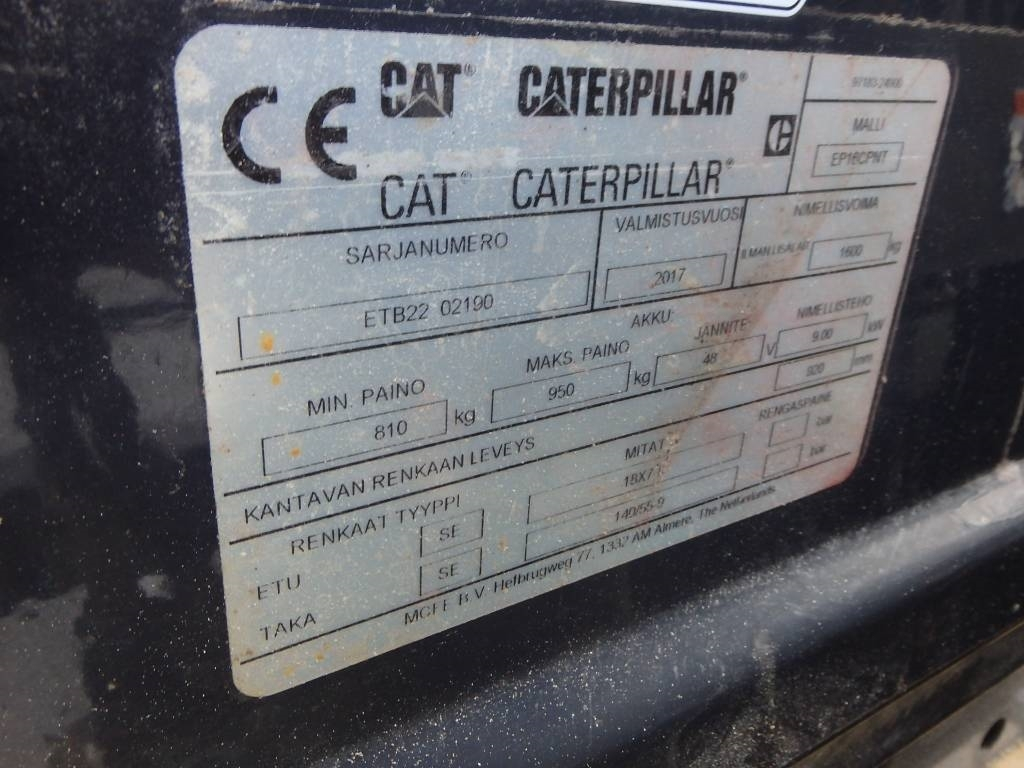 CE CAT® CATERPILLAR®
CAT® CATERPILLAR®
MALLI
EP16CPNT
SARJANUMERO
ETB22 02190
VALMISTUSVUOSI
2017
NIMELLISVOIMA
ILMAN LISÄLAIT 1600 kg
MIN. PAINO
810 kg
MAKS. PAINO
950 kg
AKKU:
JÄNNITE
48 V
NIMELLISTEHO
9.00 kW
KANTAVAN RENKAAN LEVEYS
920 mm
RENKAAT TYYPPI
MITAT
RENGASPAINE
ETU SE 18X7 bar
TAKA SE 140/55-9 bar
MCFE B.V. Hefbrugweg 77, 1332 AM Almere, The Netherlands